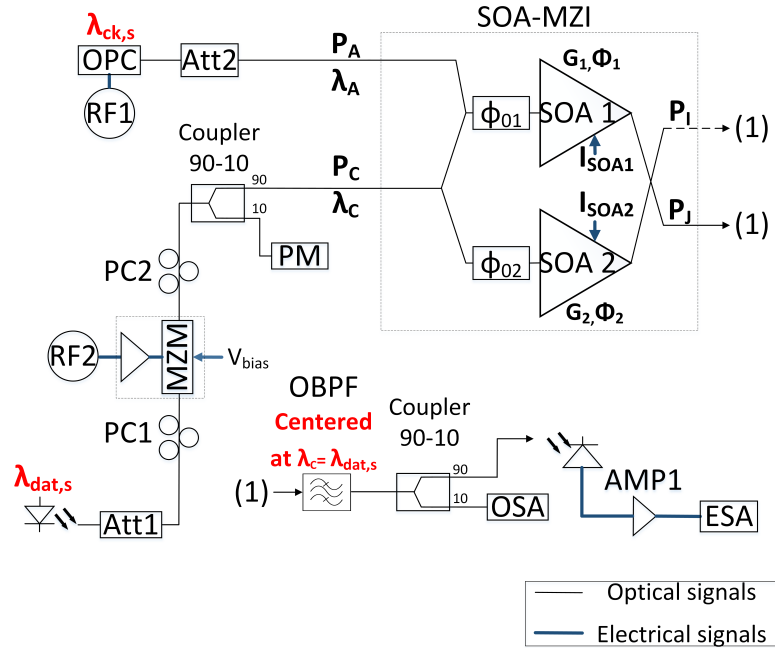 SOA-MZI
λck,s
OPC
Att2
PA
λA
RF1
G1,Φ1
ϕ01
SOA 1
ISOA1
PI
(1)
Coupler
90-10
90
10
PC
λC
PM
ISOA2
PJ
(1)
ϕ02
SOA 2
G2,Φ2
PC2
RF2
MZM
Vbias
PC1
OBPF
Centered
at λC= λdat,s
Coupler
90-10
90
10
(1)
OSA
AMP1
ESA
λdat,s
Att1
Optical signals
Electrical signals